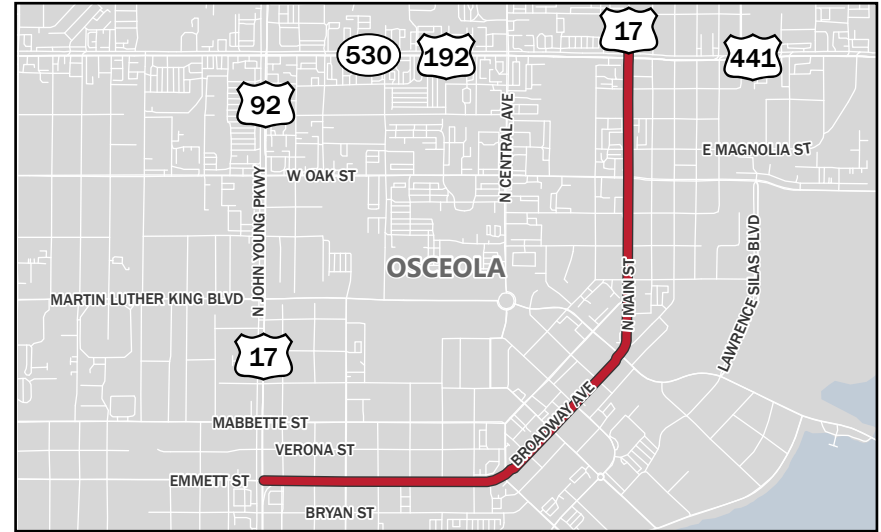 17
530
192
441
92
N CENTRAL AVE
E MAGNOLIA ST
W OAK ST
N JOHN YOUNG PKWY
OSCEOLA
LAWRENCE SILAS BLVD
MARTIN LUTHER KING BLVD
N MAIN ST
17
BROADWAY AVE
MABBETTE ST
VERONA ST
EMMETT ST
BRYAN ST